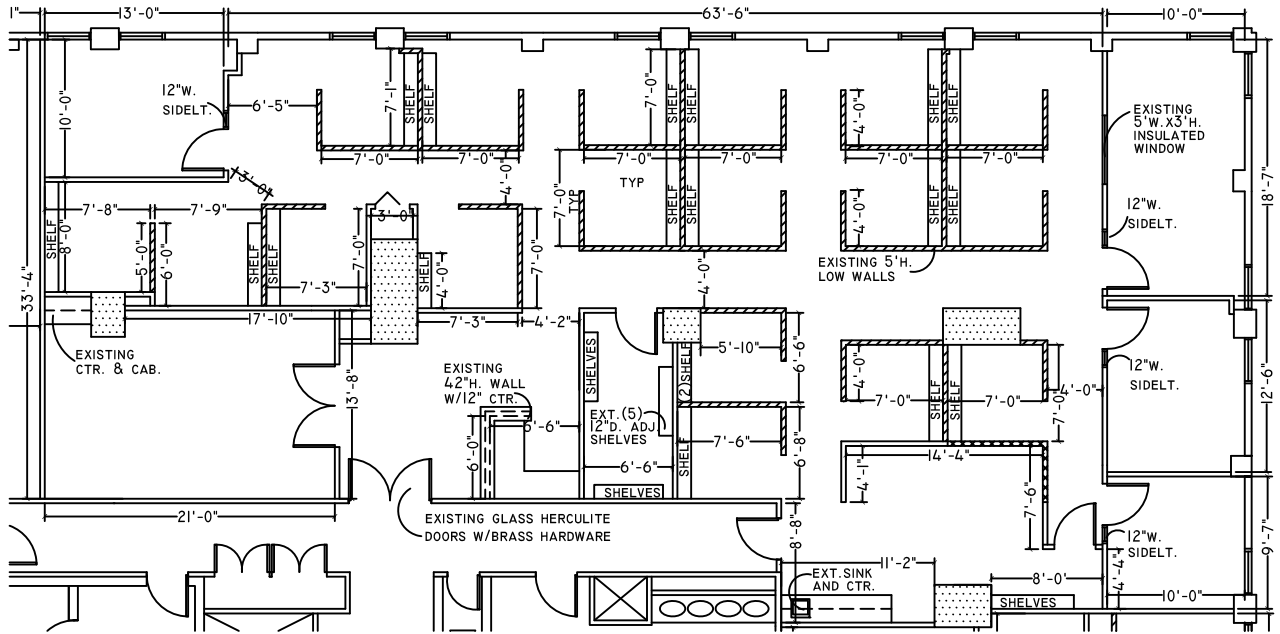 1"
13'-0"
63'-6"
10'-0"
12"W.
SIDELT.
6'-5"
10'-0"
7'-1"
SHELF
SHELF
7'-0"
7'-0"
4'-0"
7'-0"
SHELF
SHELF
7'-0"
7'-0"
TYP
7'-0"
TYP
4'-0"
SHELF
SHELF
7'-0"
7'-0"
4'-0"
SHELF
SHELF
EXISTING
5'W.X3'H.
INSULATED
WINDOW
18'-7"
12"W.
SIDELT.
3'-0"
7'-8"
7'-9"
SHELF
8'-0"
5'-0"
6'-0"
SHELF
SHELF
7'-3"
7'-0"
3'-0"
SHELF
4'-0"
7'-0"
4'-0"
EXISTING 5'H.
LOW WALLS
33'-4"
17'-10"
7'-3"
4'-2"
EXISTING
CTR. & CAB.
13'-8"
EXISTING
42"H. WALL
W/12" CTR.
6'-6"
6'-0"
SHELVES
EXT.(5)
12"D. ADJ.
SHELVES
6'-6"
SHELVES
(2)SHELF
SHELF
5'-10"
6'-6"
7'-6"
6'-8"
4'-0"
7'-0"
SHELF
SHELF
7'-0"
7'-0"
4'-0"
12"W.
SIDELT.
12'-6"
14'-4"
4'-1"
7'-6"
21'-0"
EXISTING GLASS HERCULITE
DOORS W/BRASS HARDWARE
8'-8"
11'-2"
EXT.SINK
AND CTR.
8'-0'
SHELVES
4'-4"
12"W.
SIDELT.
9'-7"
10'-0"